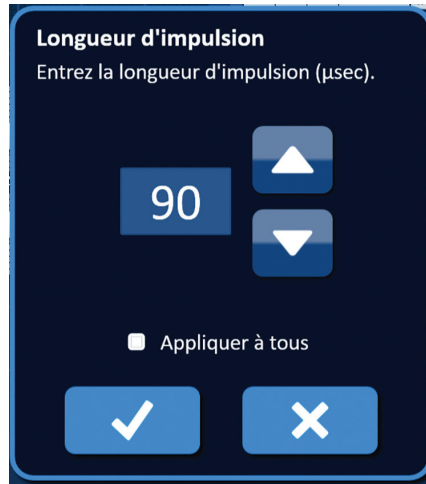 Longueur d'impulsion
Entrez la longueur d'impulsion (µsec).
90
Appliquer à tous